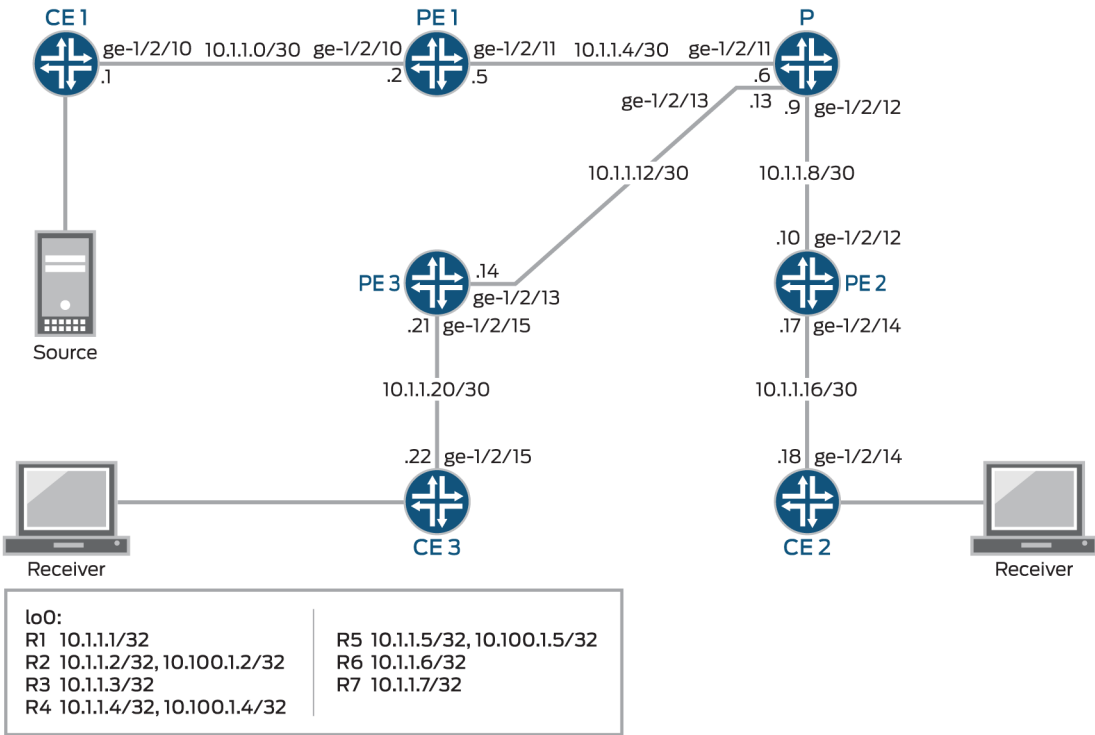 CE 1
PE 1
P
ge-1/2/10
10.1.1.0/30
ge-1/2/10
ge-1/2/11
10.1.1.4/30
ge-1/2/11
.1
.2
.5
.6
ge-1/2/13
.13
.9
ge-1/2/12
10.1.1.12/30
10.1.1.8/30
.10
ge-1/2/12
.14
PE 3
PE 2
ge-1/2/13
.21
ge-1/2/15
.17
ge-1/2/14
Source
10.1.1.20/30
10.1.1.16/30
.22
ge-1/2/15
.18
ge-1/2/14
CE 3
CE 2
Receiver
Receiver
lo0:
R1 10.1.1.1/32
R2 10.1.1.2/32, 10.100.1.2/32
R3 10.1.1.3/32
R4 10.1.1.4/32, 10.100.1.4/32
R5 10.1.1.5/32, 10.100.1.5/32
R6 10.1.1.6/32
R7 10.1.1.7/32